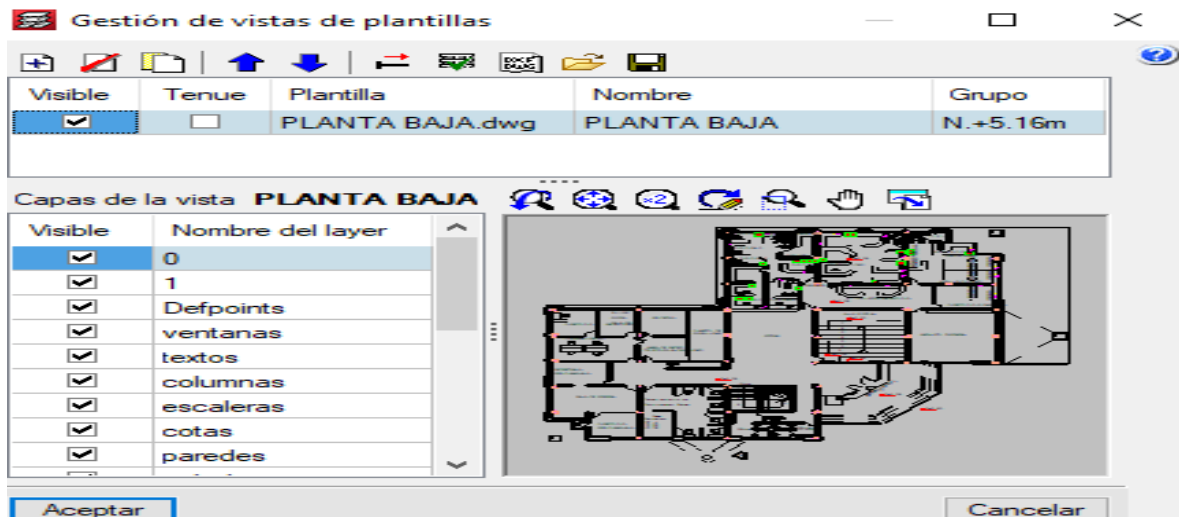 Gestión de vistas de plantillas
Visible Tenue Plantilla Nombre Grupo
PLANTA BAJA.dwg PLANTA BAJA N.+5.16m
Capas de la vista PLANTA BAJA
Visible Nombre del layer
0
1
Defpoints
ventanas
textos
columnas
escaleras
cotas
paredes
Aceptar Cancelar